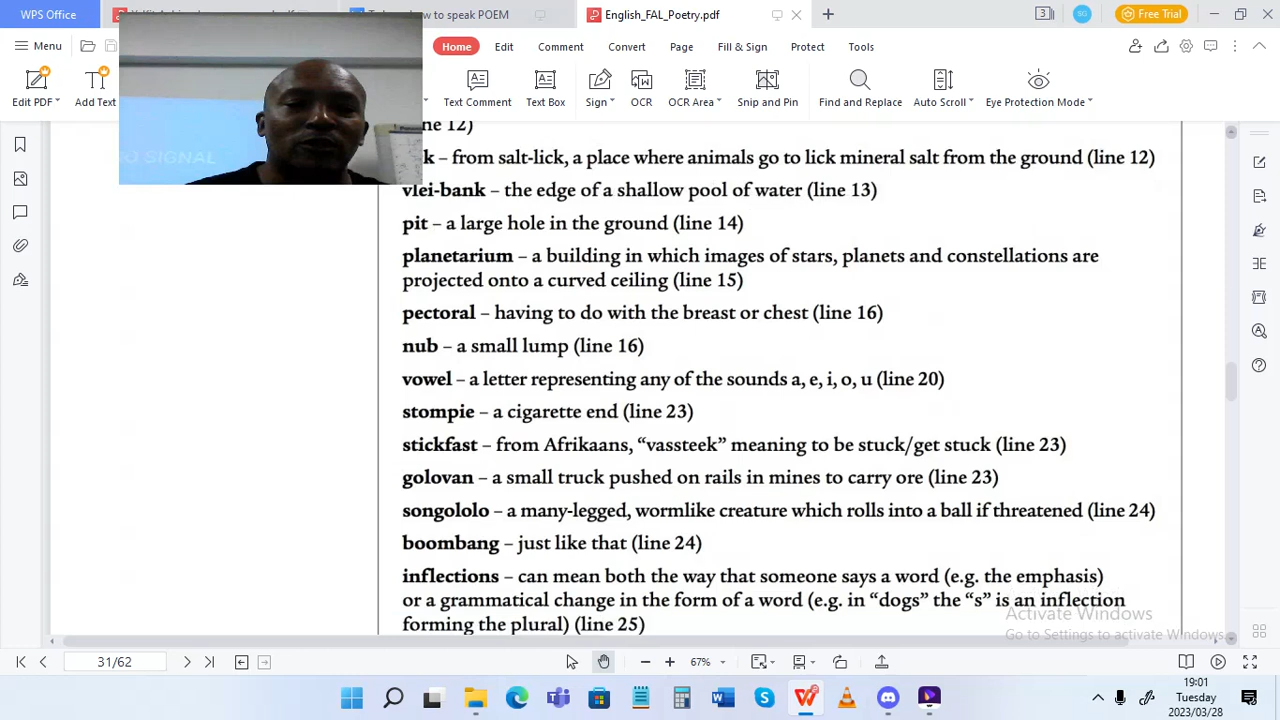 WPS Office
English_FAL_Poetry.pdf
Free Trial
Menu
Home
Edit
Comment
Convert
Page
Fill & Sign
Protect
Tools
Edit PDF
Add Text
Text Comment
Text Box
Sign
OCR
OCR Area
Snip and Pin
Find and Replace
Auto Scroll
Eye Protection Mode
NO SIGNAL
12)
– from salt-lick, a place where animals go to lick mineral salt from the ground (line 12)
vlei-bank – the edge of a shallow pool of water (line 13)
pit – a large hole in the ground (line 14)
planetarium – a building in which images of stars, planets and constellations are
projected onto a curved ceiling (line 15)
pectoral – having to do with the breast or chest (line 16)
nub – a small lump (line 16)
vowel – a letter representing any of the sounds a, e, i, o, u (line 20)
stompie – a cigarette end (line 23)
stickfast – from Afrikaans, “vassteek” meaning to be stuck/get stuck (line 23)
golovan – a small truck pushed on rails in mines to carry ore (line 23)
songololo – a many-legged, wormlike creature which rolls into a ball if threatened (line 24)
boombang – just like that (line 24)
inflections – can mean both the way that someone says a word (e.g. the emphasis)
or a grammatical change in the form of a word (e.g. in “dogs” the “s” is an inflection
forming the plural) (line 25)
Activate Windows
Go to Settings to activate Windows.
31/62
67%
19:01
Tuesday
2023/03/28